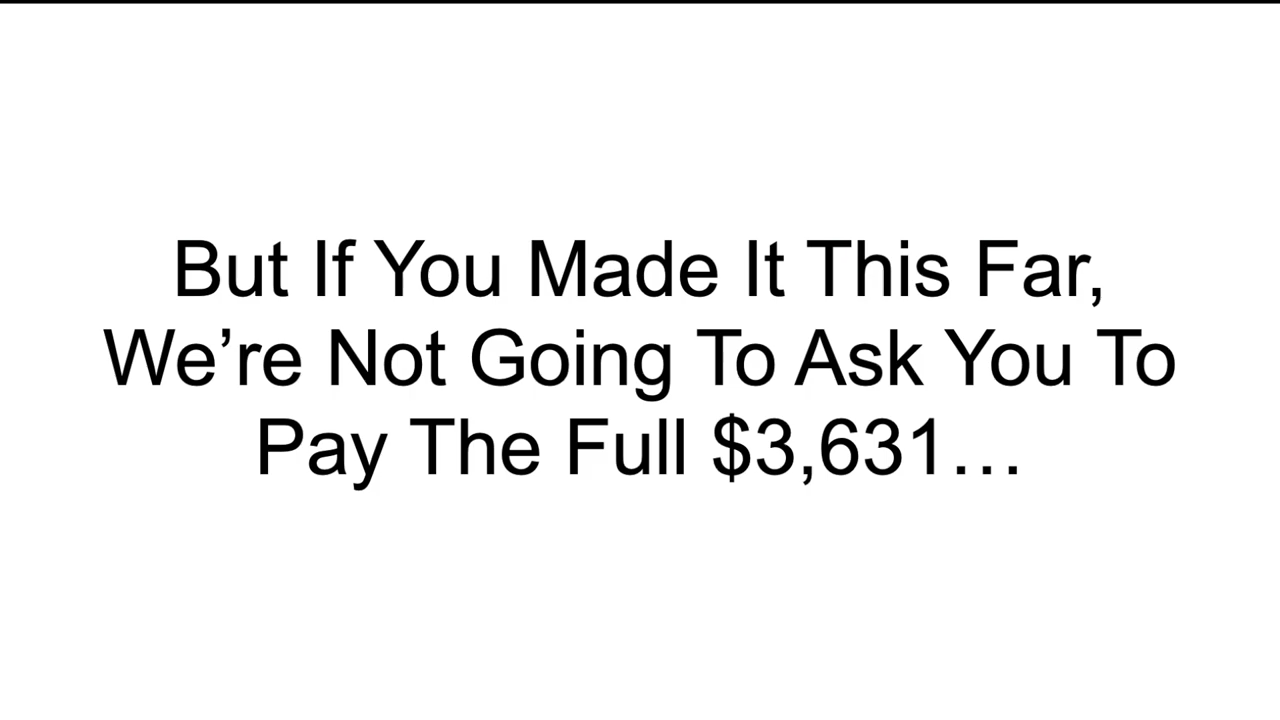 But If You Made It This Far,
We’re Not Going To Ask You To
Pay The Full $3,631…